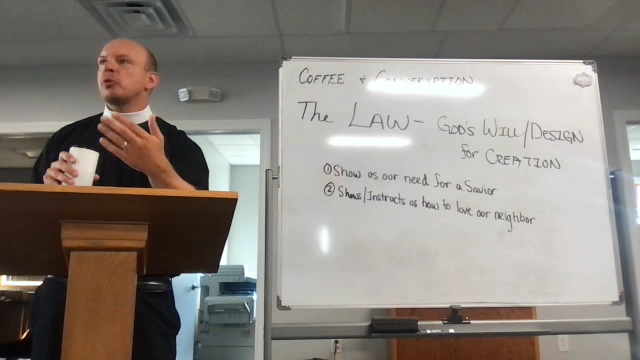 COFFEE + CONVERSATION
The LAW - GOD'S WILL/DESIGN
for CREATION
① Show us our need for a Savior
② Shows/Instructs us how to love our neighbor